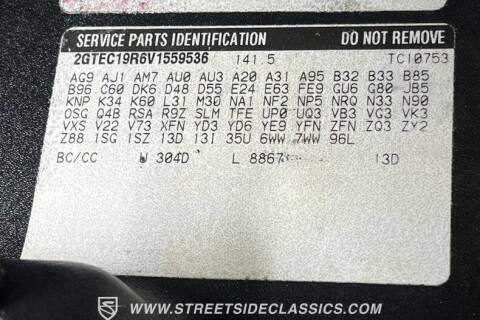 SERVICE PARTS IDENTIFICATION DO NOT REMOVE
2GTEC19R6V1559536 141 5 TC10753
AG9 AJ1 AM7 AU0 AU3 A20 A31 A95 B32 B33 B85
B96 C60 DK6 D48 D55 E24 E63 FE9 GU6 G80 JB5
KNP K34 K60 L31 M30 NA1 NF2 NP5 NRQ N33 N90
OSG Q4B RSA R9Z SLM TFE UP0 UQ3 VB3 VG3 VK3
VXS V22 V73 XFN YD3 YD6 YE9 YFN ZFN ZQ3 ZY2
Z88 1SG 1SZ 13D 13I 35U 6WW 7WW 96L
BC/CC U 304D L 8867 13D
WWW.STREETSIDECLASSICS.COM